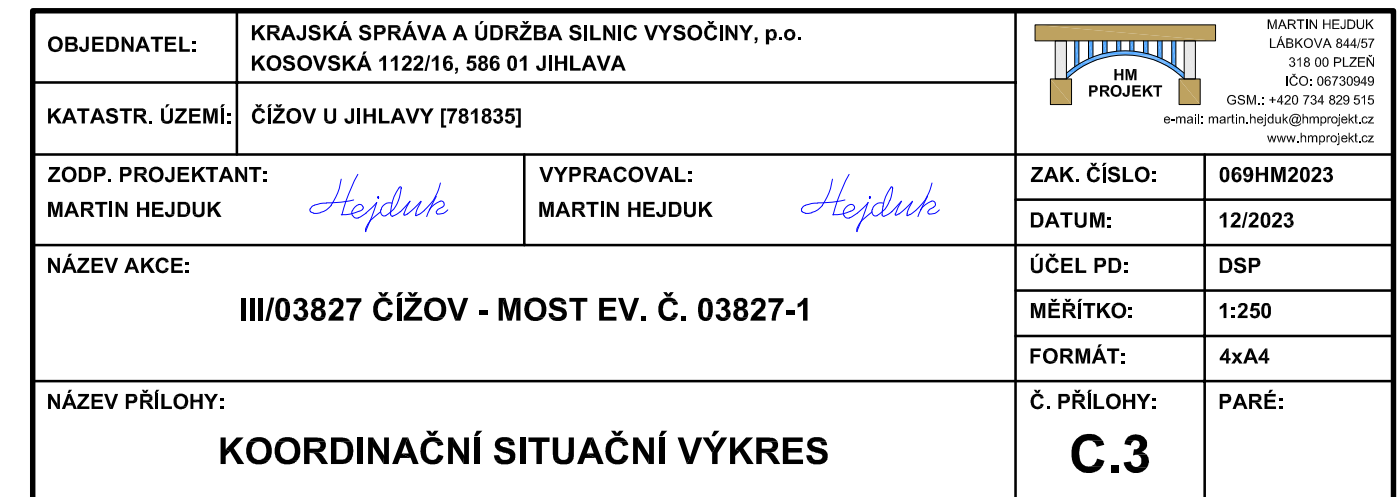 OBJEDNATEL:
KRAJSKÁ SPRÁVA A ÚDRŽBA SILNIC VYSOČINY, p.o.
KOSOVSKÁ 1122/16, 586 01 JIHLAVA
KATASTR. ÚZEMÍ:
ČÍŽOV U JIHLAVY [781835]
HM
PROJEKT
MARTIN HEJDUK
LÁBKOVA 844/57
318 00 PLZEŇ
IČO: 06730949
GSM.: +420 734 829 515
e-mail: martin.hejduk@hmprojekt.cz
www.hmprojekt.cz
ZODP. PROJEKTANT:
MARTIN HEJDUK
Hejduk
VYPRACOVAL:
MARTIN HEJDUK
Hejduk
ZAK. ČÍSLO:
069HM2023
DATUM:
12/2023
NÁZEV AKCE:
III/03827 ČÍŽOV - MOST EV. Č. 03827-1
ÚČEL PD:
DSP
MĚŘÍTKO:
1:250
FORMÁT:
4xA4
NÁZEV PŘÍLOHY:
KOORDINAČNÍ SITUAČNÍ VÝKRES
Č. PŘÍLOHY:
C.3
PARÉ: